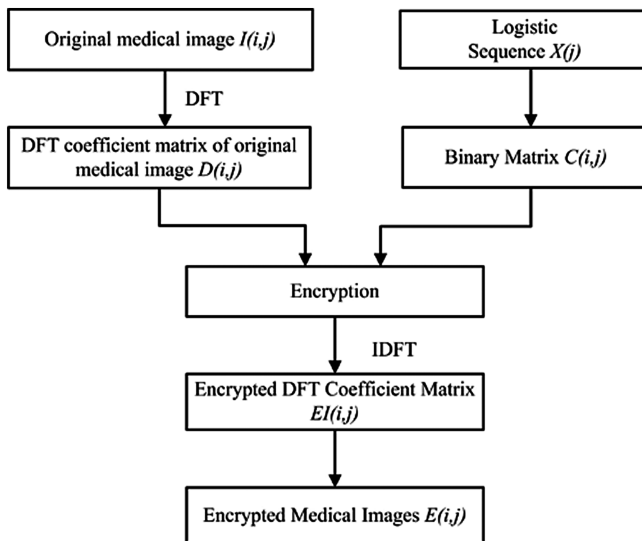 Original medical image I(i,j)
Logistic
Sequence X(j)
DFT
DFT coefficient matrix of original
medical image D(i,j)
Binary Matrix C(i,j)
Encryption
IDFT
Encrypted DFT Coefficient Matrix
EI(i,j)
Encrypted Medical Images E(i,j)